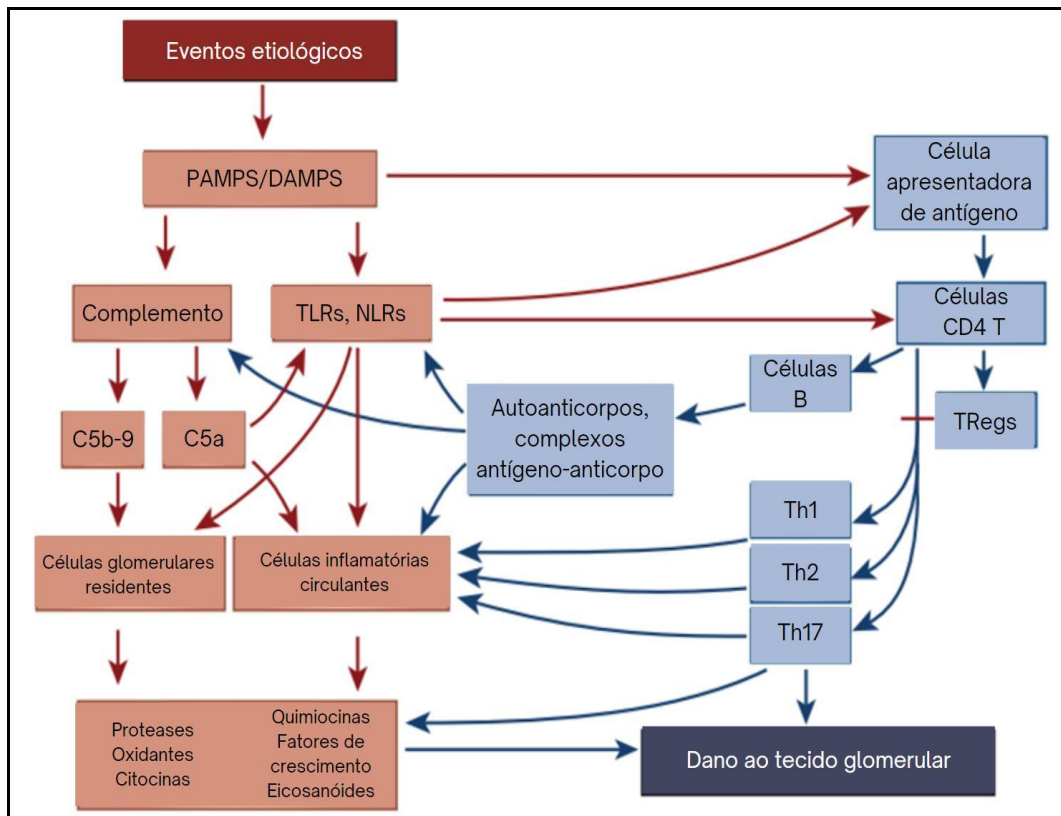 Eventos etiológicos
PAMPS/DAMPS
Célula
apresentadora
de antígeno
Complemento
TLRs, NLRs
Células
CD4 T
Células
B
Autoanticorpos,
complexos
antígeno-anticorpo
C5b-9
C5a
TRegs
Th1
Células glomerulares
residentes
Células inflamatórias
circulantes
Th2
Th17
Proteases
Oxidantes
Citocinas
Quimiocinas
Fatores de
crescimento
Eicosanóides
Dano ao tecido glomerular